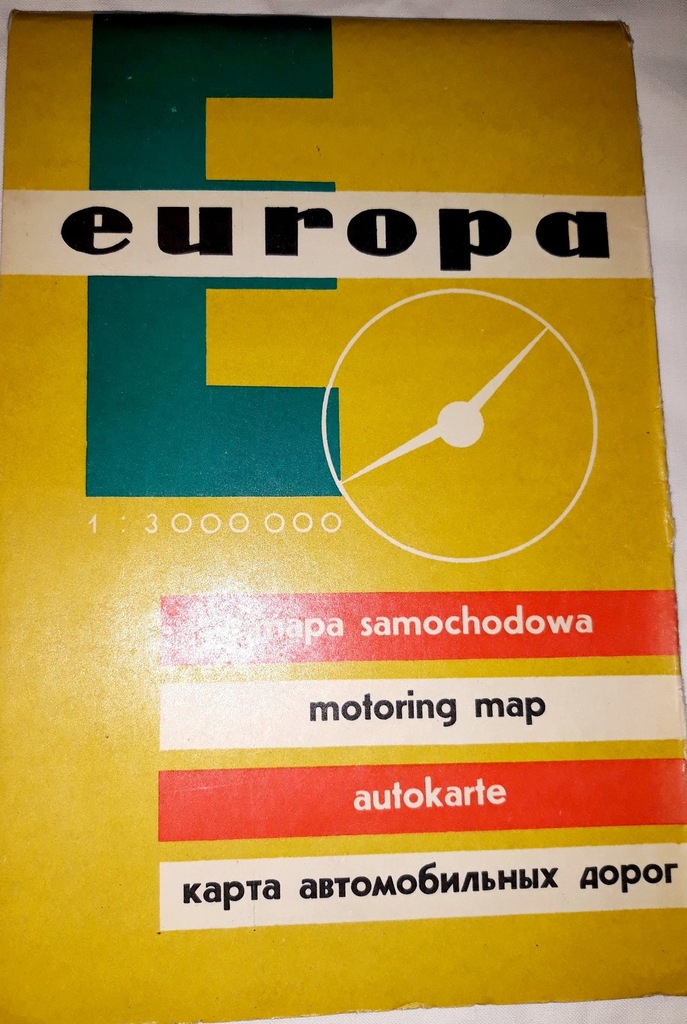 E
europa
1 : 3 000 000
mapa samochodowa
motoring map
autokarte
карта автомобильных дорог